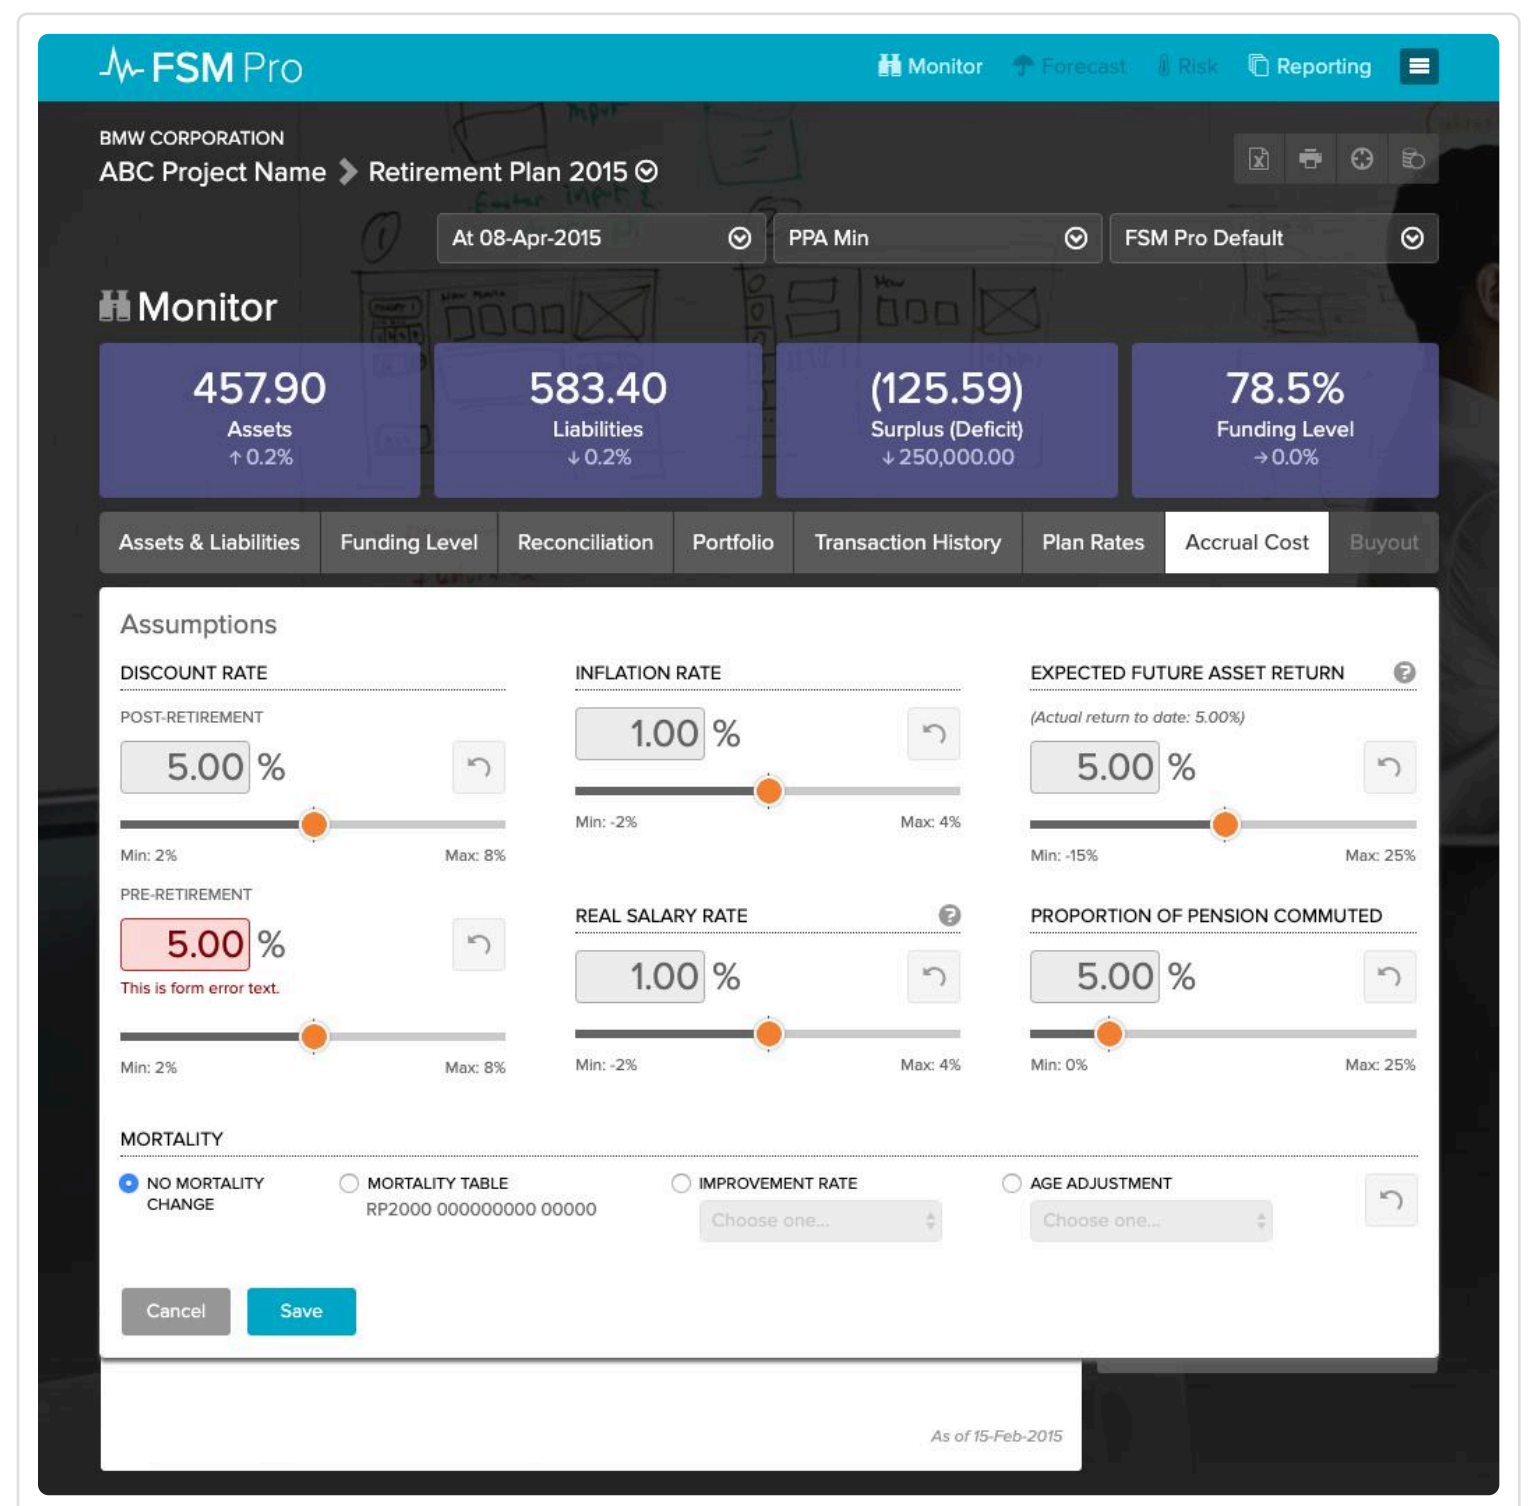 FSM Pro
Monitor Forecast Risk Reporting
BMW CORPORATION
ABC Project Name Retirement Plan 2015
At 08-Apr-2015 PPA Min FSM Pro Default
Monitor
457.90
Assets
↑ 0.2%
583.40
Liabilities
↓ 0.2%
(125.59)
Surplus (Deficit)
↓ 250,000.00
78.5%
Funding Level
→ 0.0%
Assets & Liabilities Funding Level Reconciliation Portfolio Transaction History Plan Rates Accrual Cost Buyout
Assumptions
DISCOUNT RATE
POST-RETIREMENT
5.00 %
Min: 2% Max: 8%
PRE-RETIREMENT
5.00 %
This is form error text.
Min: 2% Max: 8%
INFLATION RATE
1.00 %
Min: -2% Max: 4%
REAL SALARY RATE ?
1.00 %
Min: -2% Max: 4%
EXPECTED FUTURE ASSET RETURN ?
(Actual return to date: 5.00%)
5.00 %
Min: -15% Max: 25%
PROPORTION OF PENSION COMMUTED
5.00 %
Min: 0% Max: 25%
MORTALITY
NO MORTALITY
CHANGE
MORTALITY TABLE
RP2000 000000000 00000
IMPROVEMENT RATE
Choose one...
AGE ADJUSTMENT
Choose one...
Cancel Save
As of 15-Feb-2015